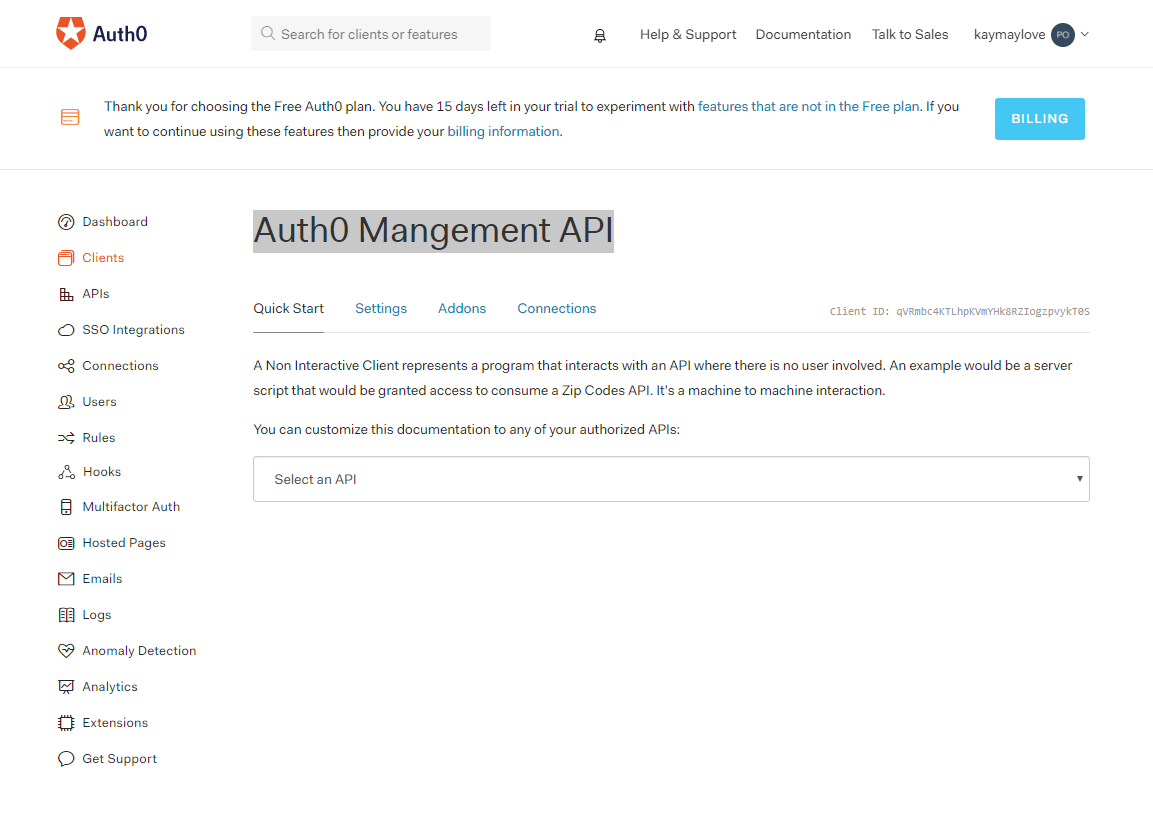 Auth0
Search for clients or features
Help & Support
Documentation
Talk to Sales
kaymaylove
PO
Thank you for choosing the Free Auth0 plan. You have 15 days left in your trial to experiment with features that are not in the Free plan. If you
want to continue using these features then provide your billing information.
BILLING
Dashboard
Clients
APIs
SSO Integrations
Connections
Users
Rules
Hooks
Multifactor Auth
Hosted Pages
Emails
Logs
Anomaly Detection
Analytics
Extensions
Get Support
Auth0 Mangement API
Quick Start
Settings
Addons
Connections
Client ID: qVRmbc4KTLhpKVmYHk8RZIogzpvykT0S
A Non Interactive Client represents a program that interacts with an API where there is no user involved. An example would be a server
script that would be granted access to consume a Zip Codes API. It's a machine to machine interaction.
You can customize this documentation to any of your authorized APIs:
Select an API